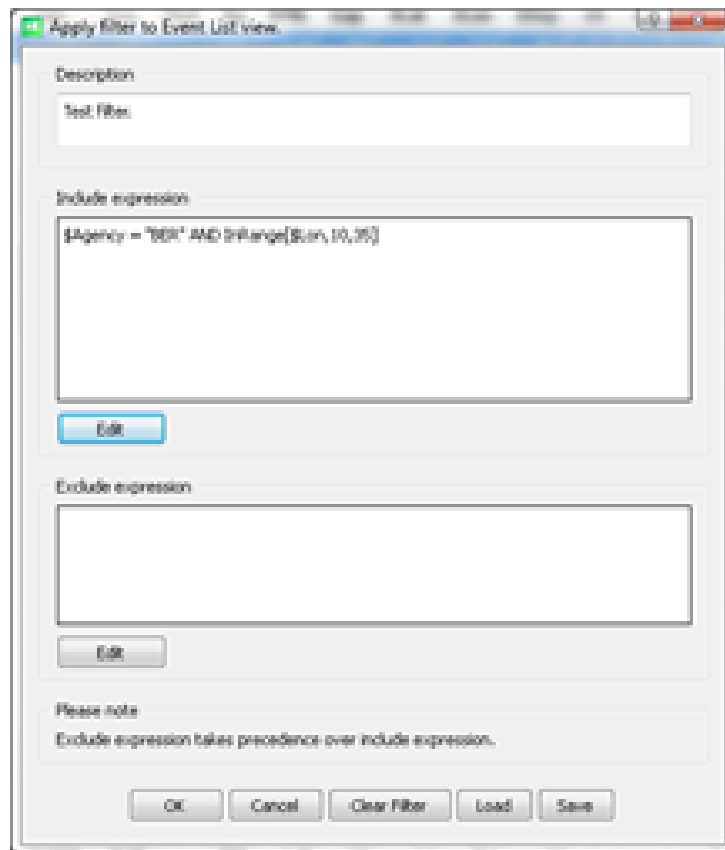 Apply filter to Event List view.
Description
Test Filter.
Include expression
$Agency = "BER" AND InRange[$Lon,10,35]
Edit
Exclude expression
Edit
Please note
Exclude expression takes precedence over include expression.
OK Cancel Clear Filter Load Save